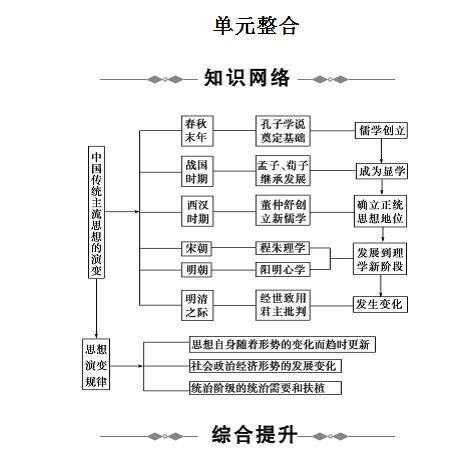 单元整合
知识网络
中国传统主流思想的演变
春秋
末年
孔子学说
奠定基础
儒学创立
战国
时期
孟子、荀子
继承发展
成为显学
西汉
时期
董仲舒创
立新儒学
确立正统
思想地位
宋朝
程朱理学
明朝
阳明心学
发展到理
学新阶段
明清
之际
经世致用
君主批判
发生变化
思想
演变
规律
思想自身随着形势的变化而趋时更新
社会政治经济形势的发展变化
统治阶级的统治需要和扶植
综合提升